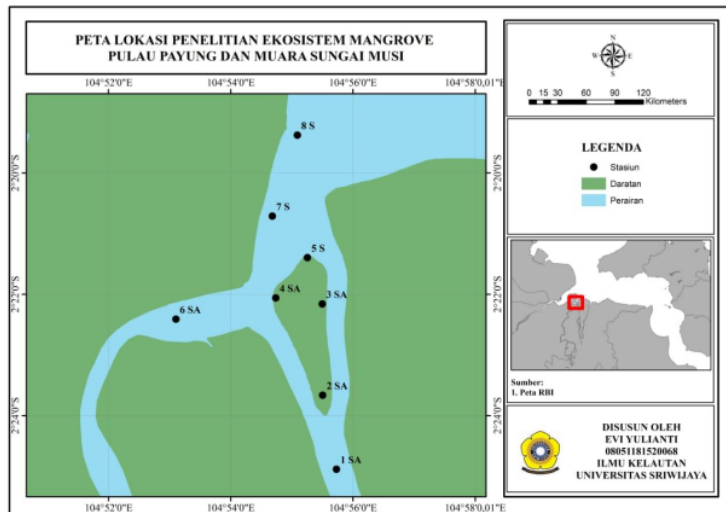 PETA LOKASI PENELITIAN EKOSISTEM MANGROVE
PULAU PAYUNG DAN MUARA SUNGAI MUSI
104°52'0"E 104°54'0"E 104°56'0"E 104°58'0,01"E
2°20'0"S
2°22'0"S
2°24'0"S
8 S
7 S
5 S
4 SA
3 SA
6 SA
2 SA
1 SA
2°20'0"S
2°22'0"S
2°24'0"S
104°52'0"E 104°54'0"E 104°56'0"E 104°58'0,01"E
N
W E
S
0 15 30 60 90 120
Kilometers
LEGENDA
Stasiun
Daratan
Perairan
Sumber:
1. Peta RBI
DISUSUN OLEH
EVI YULIANTI
08051181520068
ILMU KELAUTAN
UNIVERSITAS SRIWIJAYA